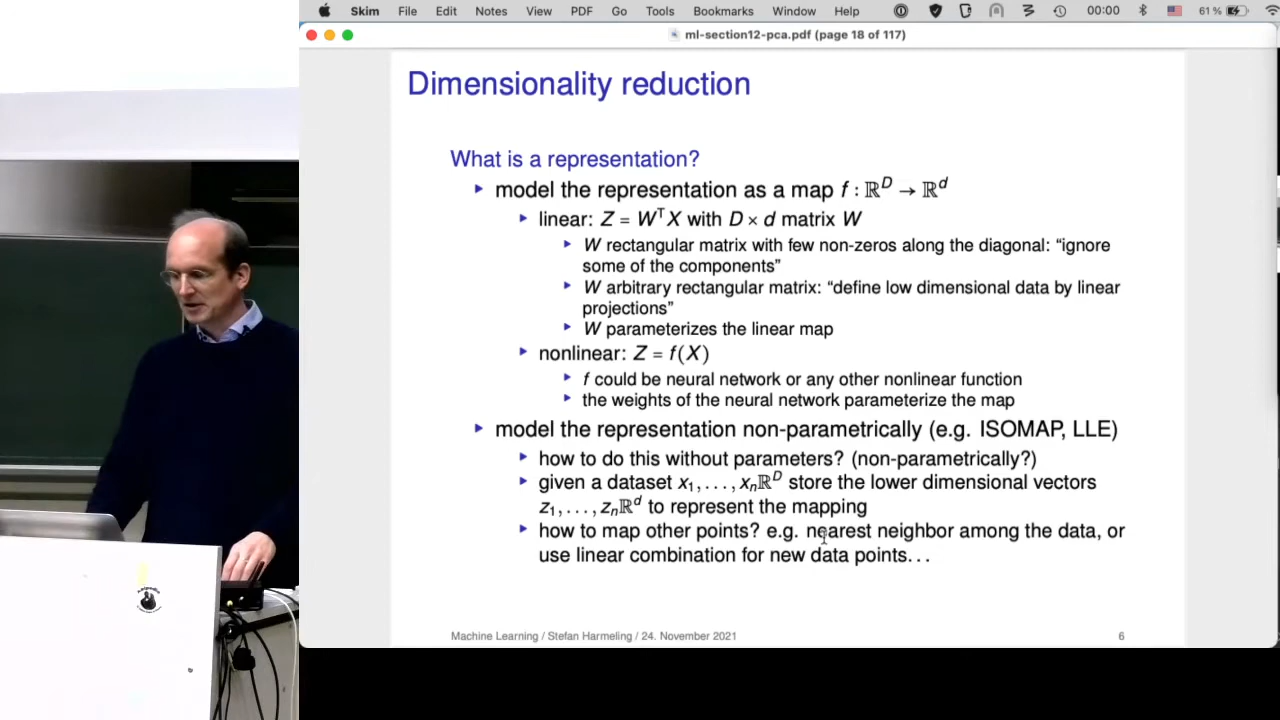 Skim File Edit Notes View PDF Go Tools Bookmarks Window Help 00:00 61 %
ml-section12-pca.pdf (page 18 of 117)
Dimensionality reduction
What is a representation?
model the representation as a map f : ℝᴰ → ℝᵈ
linear: Z = WᵀX with D × d matrix W
W rectangular matrix with few non-zeros along the diagonal: “ignore
some of the components”
W arbitrary rectangular matrix: “define low dimensional data by linear
projections”
W parameterizes the linear map
nonlinear: Z = f(X)
f could be neural network or any other nonlinear function
the weights of the neural network parameterize the map
model the representation non-parametrically (e.g. ISOMAP, LLE)
how to do this without parameters? (non-parametrically?)
given a dataset x₁, . . . , xₙℝᴰ store the lower dimensional vectors
z₁, . . . , zₙℝᵈ to represent the mapping
how to map other points? e.g. nearest neighbor among the data, or
use linear combination for new data points. . .
Machine Learning / Stefan Harmeling / 24. November 2021 6